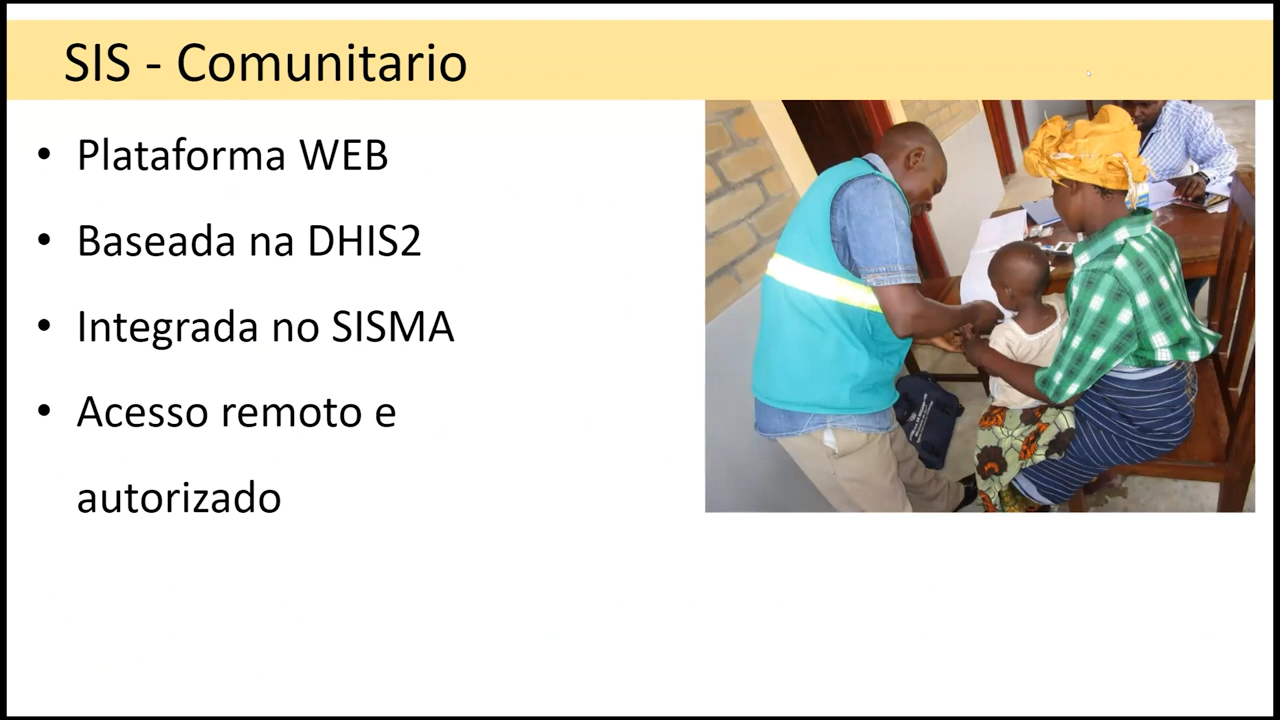 SIS - Comunitario
• Plataforma WEB
• Baseada na DHIS2
• Integrada no SISMA
• Acesso remoto e
autorizado